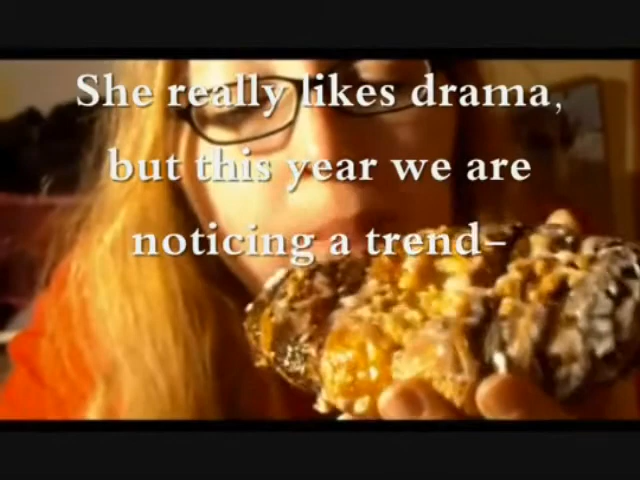 She really likes drama,
but this year we are
noticing a trend-